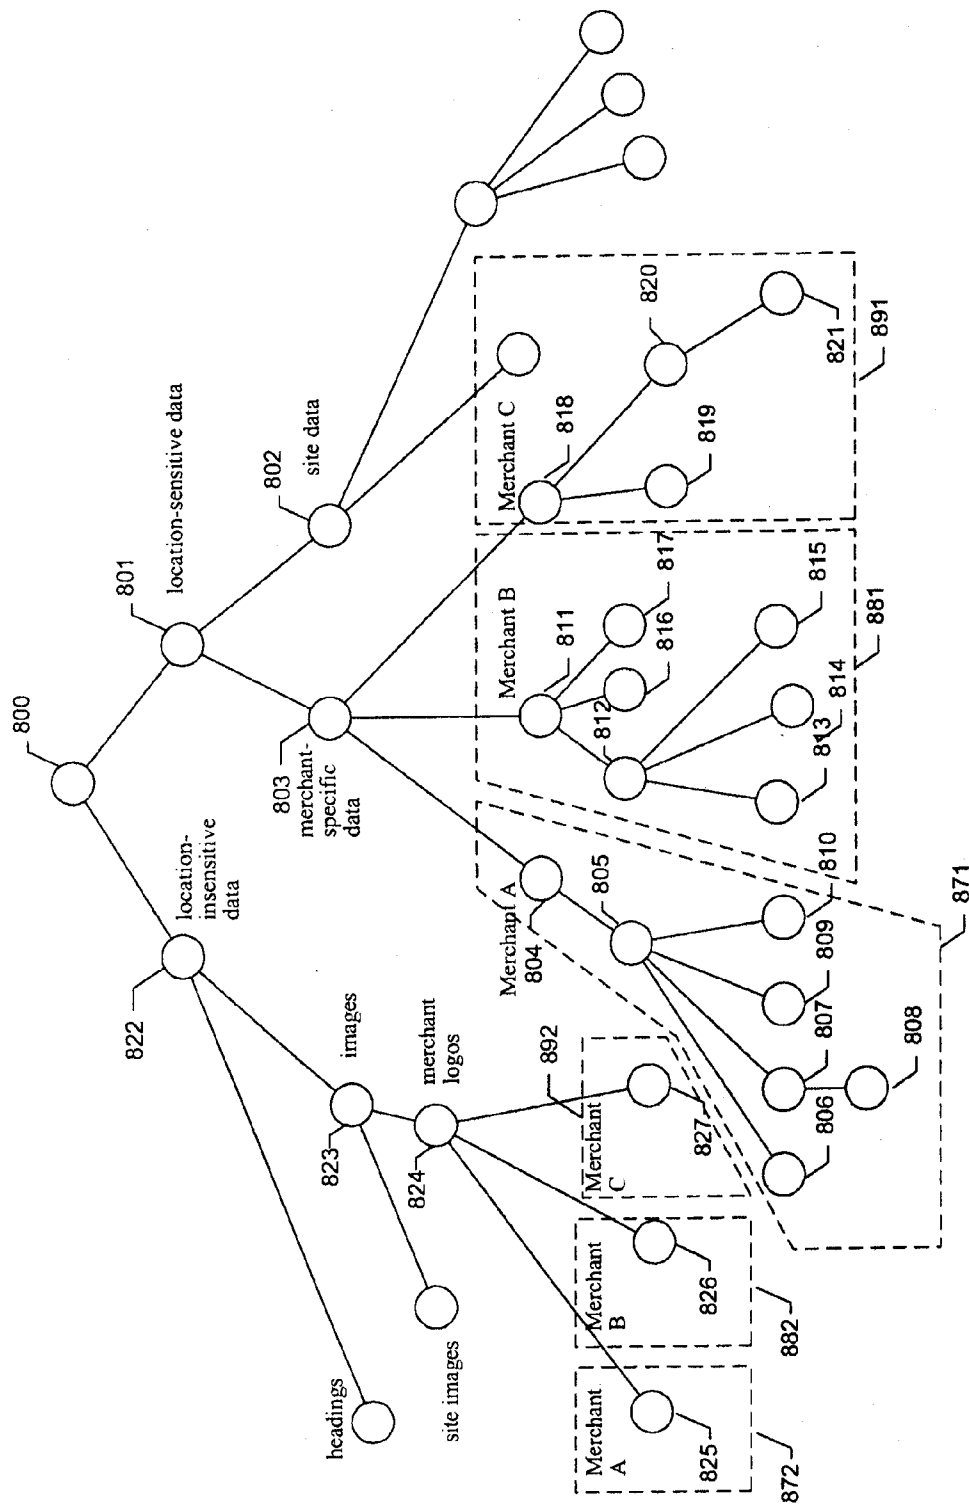 800
801
location-sensitive data
802
site data
822
location-
insensitive
data
803
merchant-
specific
data
images
823
merchant
logos
824
headings
site images
Merchant A
804
805
806
807
808
809
810
871
Merchant B
811
812
813
814
815
816
817
881
Merchant C
818
819
820
821
891
Merchant
A
825
872
Merchant
B
826
882
Merchant
C
827
892